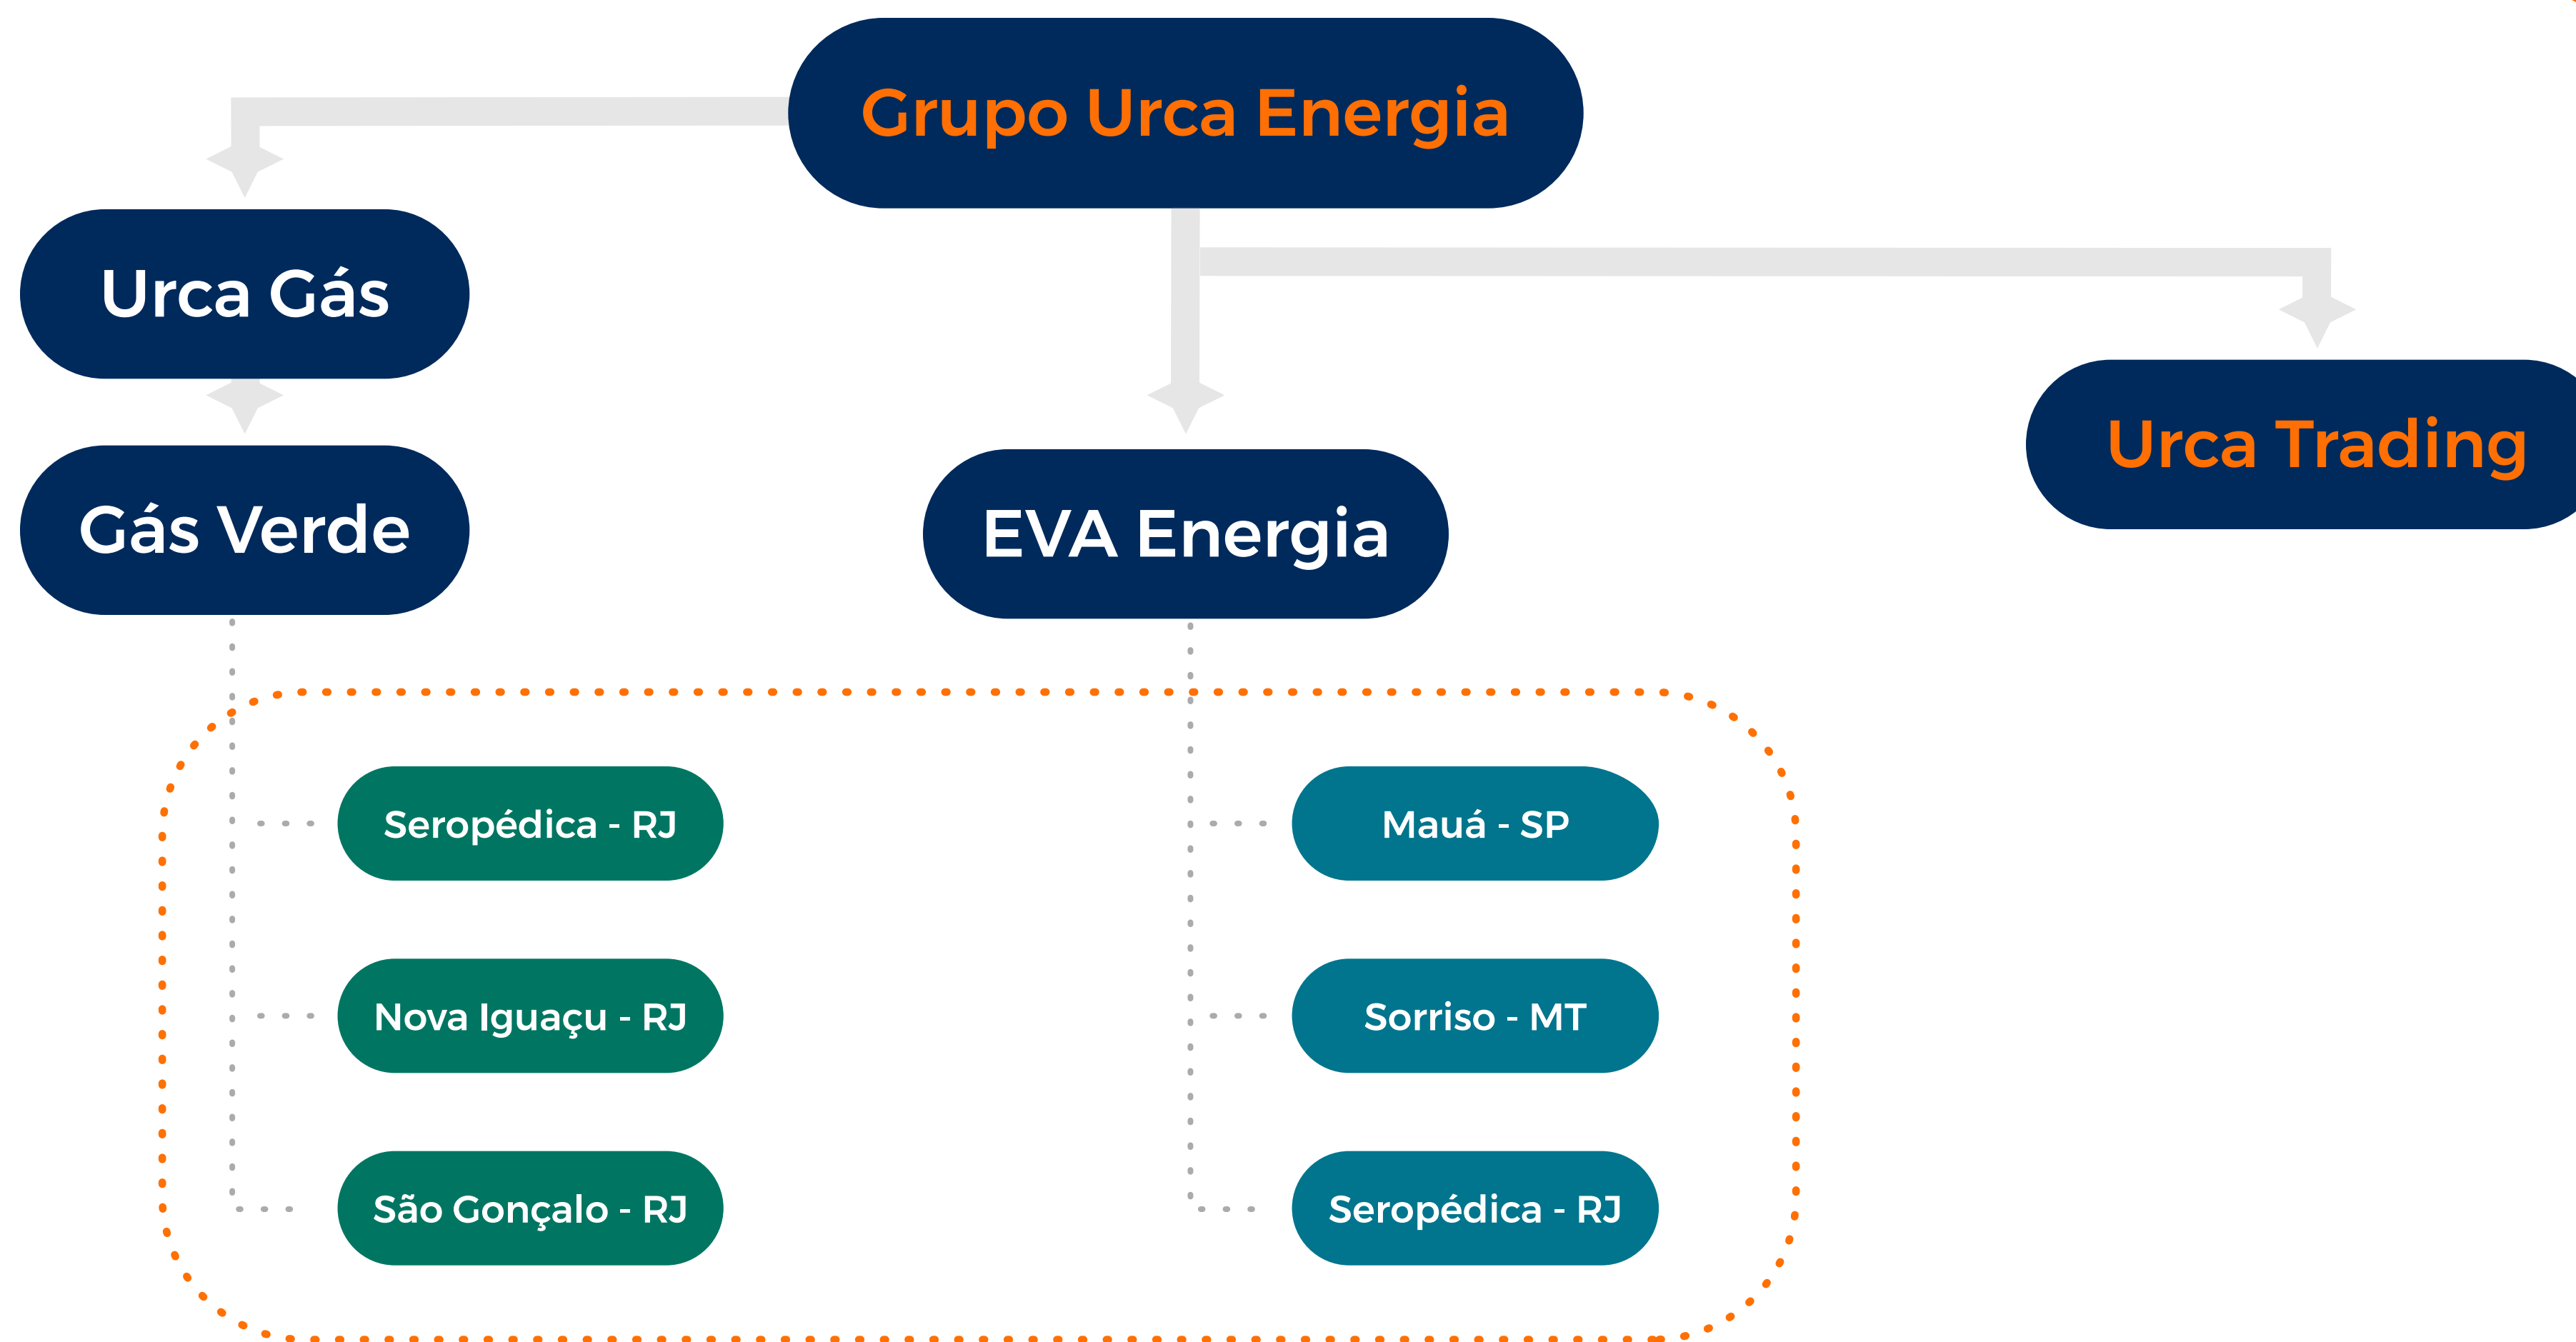 Grupo Urca Energia
Urca Gás
Urca Trading
Gás Verde
EVA Energia
Seropédica - RJ
Mauá - SP
Nova Iguaçu - RJ
Sorriso - MT
São Gonçalo - RJ
Seropédica - RJ